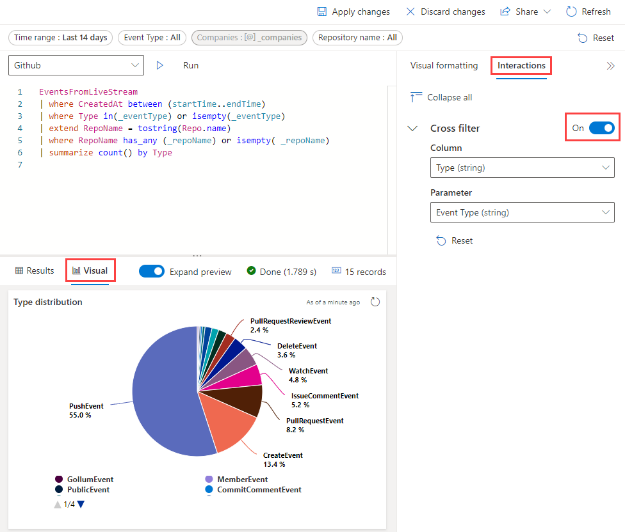 Apply changes
Discard changes
Share
Refresh
Time range : Last 14 days
Event Type : All
Companies : [@] _companies
Repository name : All
Reset
Github
Run
Visual formatting
Interactions
1 EventsFromLiveStream
2 | where CreatedAt between (startTime..endTime)
3 | where Type in(_eventType) or isempty(_eventType)
4 | extend RepoName = tostring(Repo.name)
5 | where RepoName has_any (_repoName) or isempty( _repoName)
6 | summarize count() by Type
7
Collapse all
Cross filter
On
Column
Type (string)
Parameter
Event Type (string)
Reset
Results
Visual
Expand preview
Done (1.789 s)
15 records
Type distribution
As of a minute ago
PullRequestReviewEvent
2.4 %
DeleteEvent
3.6 %
WatchEvent
4.8 %
IssueCommentEvent
5.2 %
PullRequestEvent
8.2 %
CreateEvent
13.4 %
PushEvent
55.0 %
GollumEvent
MemberEvent
PublicEvent
CommitCommentEvent
1/4